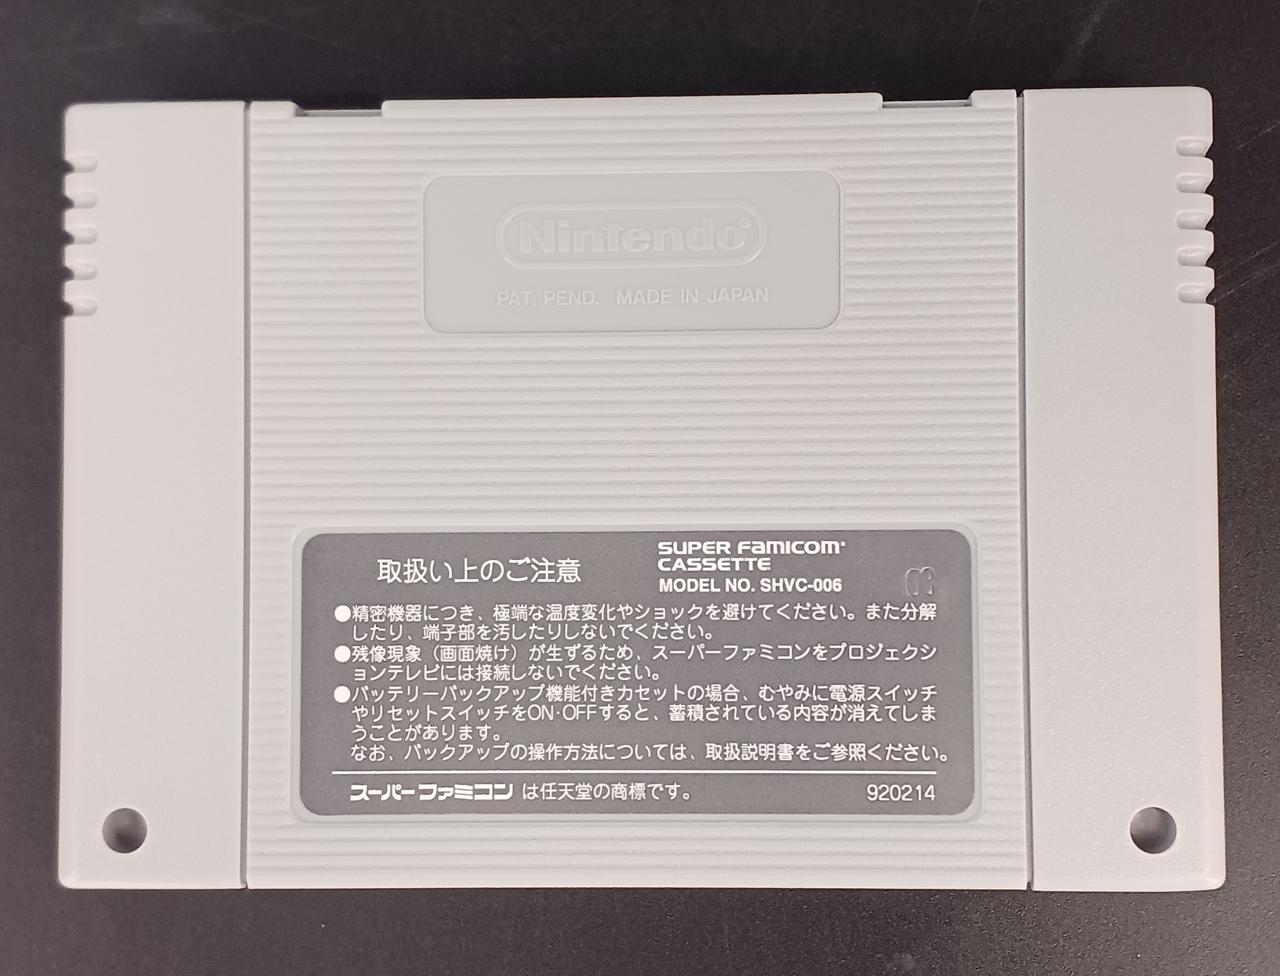 Nintendo®
PAT. PEND. MADE IN JAPAN
取扱い上のご注意
SUPER FAMICOM
CASSETTE
MODEL NO. SHVC-006
03
●精密機器につき、極端な温度変化やショックを避けてください。また分解
したり、端子部を汚したりしないでください。
●残像現象（画面焼け）が生ずるため、スーパーファミコンをプロジェクシ
ョンテレビには接続しないでください。
●バッテリーバックアップ機能付きカセットの場合、むやみに電源スイッチ
やリセットスイッチをON·OFFすると、蓄積されている内容が消えてしま
うことがあります。
なお、バックアップの操作方法については、取扱説明書をご参照ください。
スーパーファミコン は任天堂の商標です。
920214